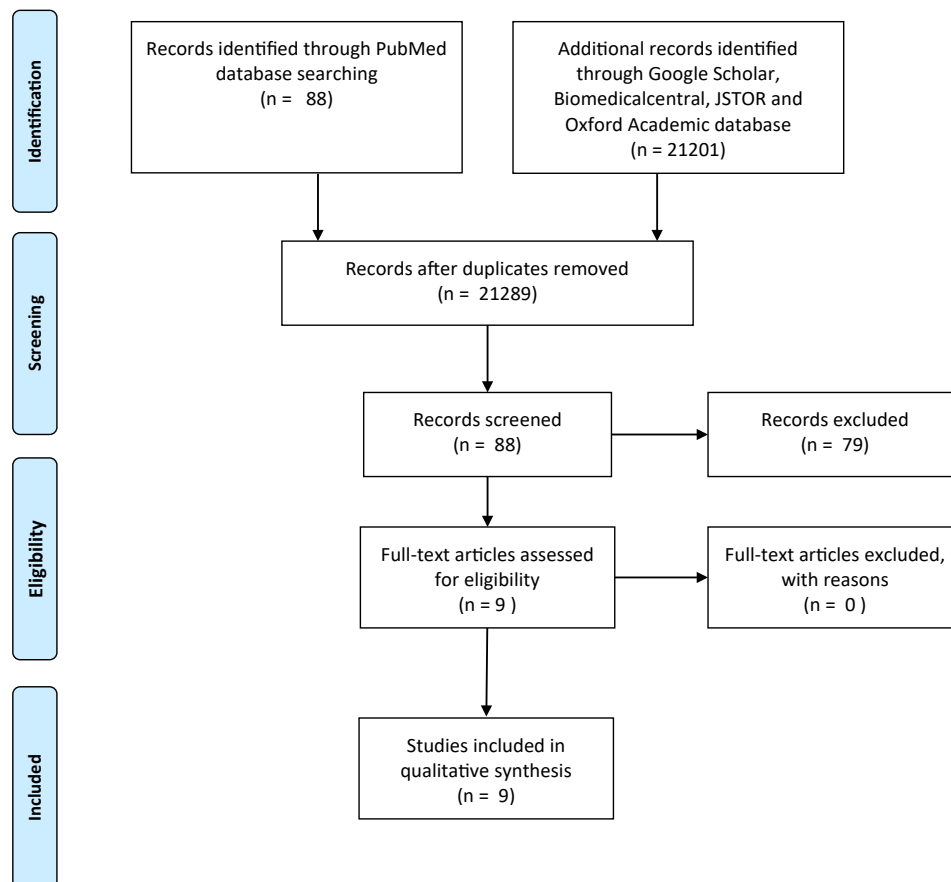 Identification
Records identified through PubMed
database searching
(n = 88)
Additional records identified
through Google Scholar,
Biomedicalcentral, JSTOR and
Oxford Academic database
(n = 21201)
Screening
Records after duplicates removed
(n = 21289)
Records screened
(n = 88)
Records excluded
(n = 79)
Eligibility
Full-text articles assessed
for eligibility
(n = 9 )
Full-text articles excluded,
with reasons
(n = 0 )
Included
Studies included in
qualitative synthesis
(n = 9)